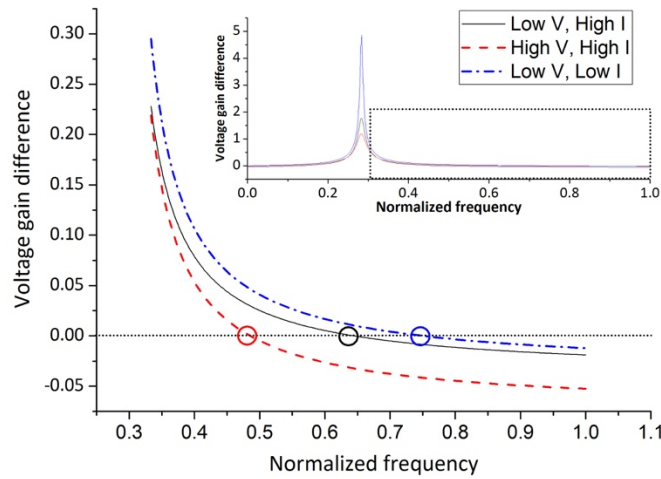 Low V, High I
High V, High I
Low V, Low I
Voltage gain difference
5
4
3
2
1
0
0.0 0.2 0.4 0.6 0.8 1.0
Normalized frequency
Voltage gain difference
0.30
0.25
0.20
0.15
0.10
0.05
0.00
-0.05
0.3 0.4 0.5 0.6 0.7 0.8 0.9 1.0 1.1
Normalized frequency